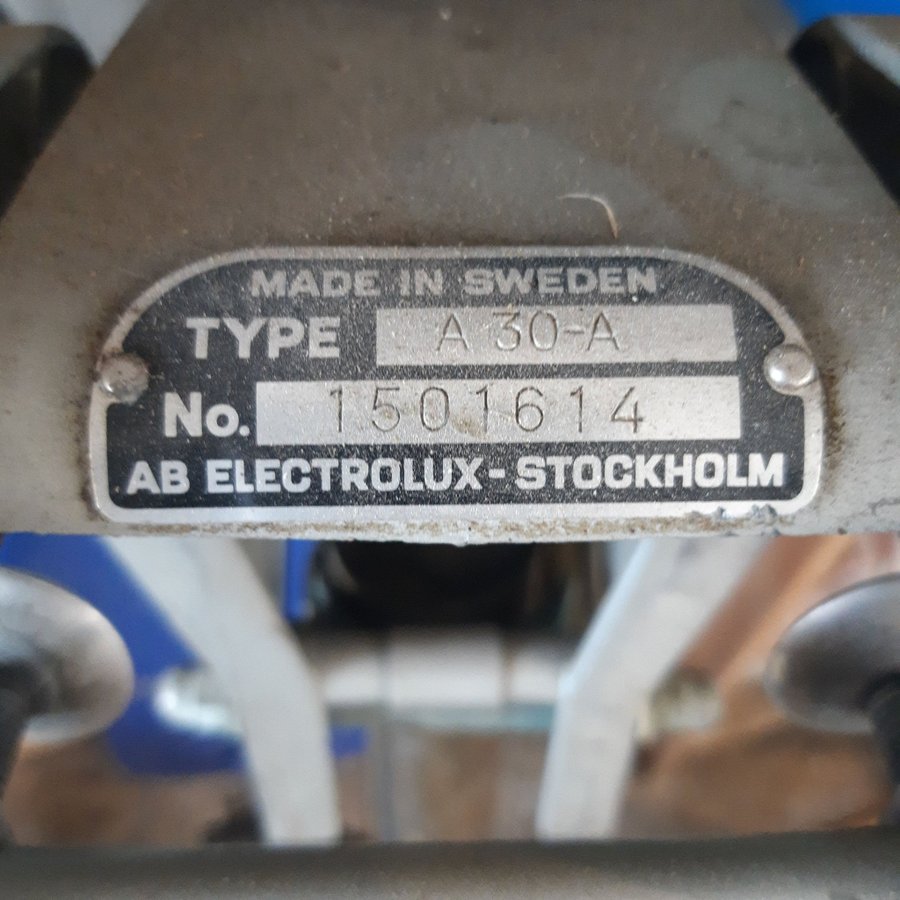 MADE IN SWEDEN
TYPE A 30-A
No. 1501614
AB ELECTROLUX-STOCKHOLM